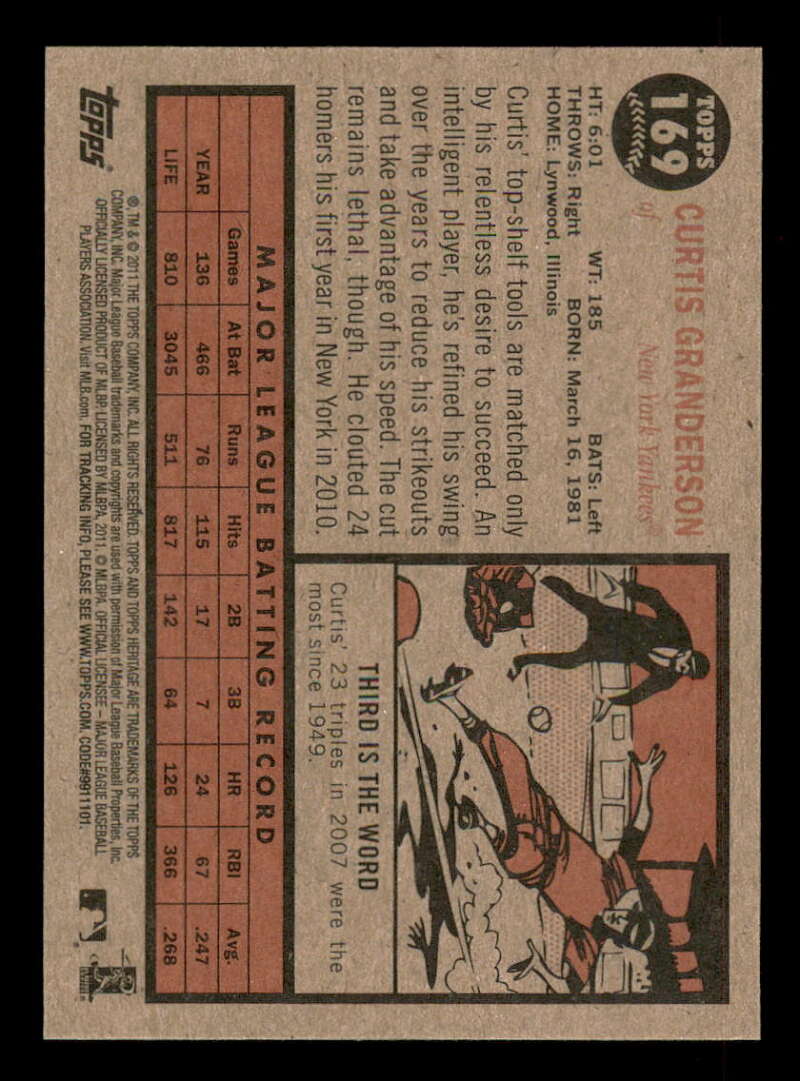 TOPPS
169
CURTIS GRANDERSON
of New York Yankees®
HT: 6:01 WT: 185 BATS: Left
THROWS: Right BORN: March 16, 1981
HOME: Lynwood, Illinois
Curtis' top-shelf tools are matched only
by his relentless desire to succeed. An
intelligent player, he's refined his swing
over the years to reduce his strikeouts
and take advantage of his speed. The cut
remains lethal, though. He clouted 24
homers his first year in New York in 2010.
THIRD IS THE WORD
Curtis' 23 triples in 2007 were the
most since 1949.
MAJOR LEAGUE BATTING RECORD
Games At Bat Runs Hits 2B 3B HR RBI Avg.
YEAR 136 466 76 115 17 7 24 67 .247
LIFE 810 3045 511 817 142 64 126 366 .268
topps®
®, TM & © 2011 THE TOPPS COMPANY, INC. ALL RIGHTS RESERVED. TOPPS AND TOPPS HERITAGE ARE TRADEMARKS OF THE TOPPS
COMPANY, INC. Major League Baseball trademarks and copyrights are used with permission of Major League Baseball Properties, Inc.
OFFICIALLY LICENSED PRODUCT OF MLBP. LICENSED BY MLBPA, 2011. © MLBPA. OFFICIAL LICENSEE – MAJOR LEAGUE BASEBALL
PLAYERS ASSOCIATION. Visit MLB.com. FOR TRACKING INFO, PLEASE SEE WWW.TOPPS.COM. CODE#9911101.